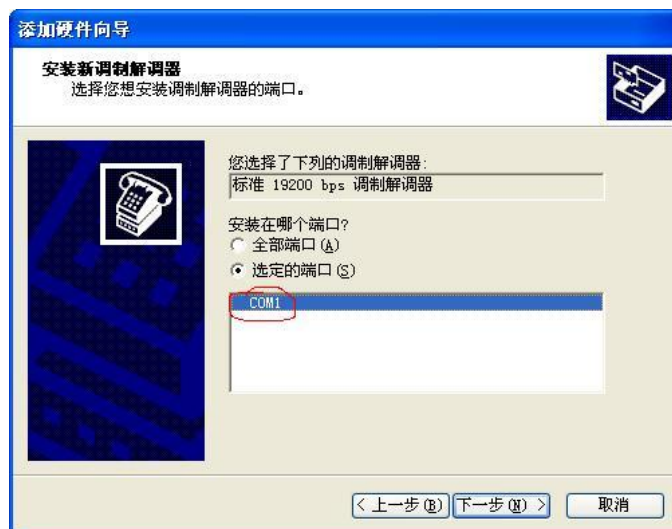 添加硬件向导
安装新调制解调器
选择您想安装调制解调器的端口。
您选择了下列的调制解调器:
标准 19200 bps 调制解调器
安装在哪个端口?
全部端口(A)
选定的端口(S)
COM1
< 上一步(B) 下一步(N) > 取消